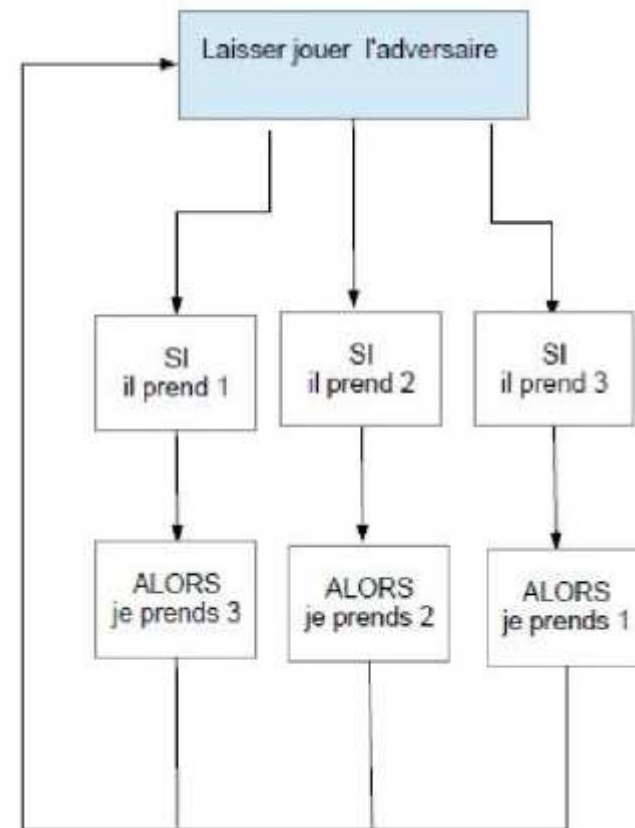 Laisser jouer l'adversaire
SI
il prend 1
SI
il prend 2
SI
il prend 3
ALORS
je prends 3
ALORS
je prends 2
ALORS
je prends 1